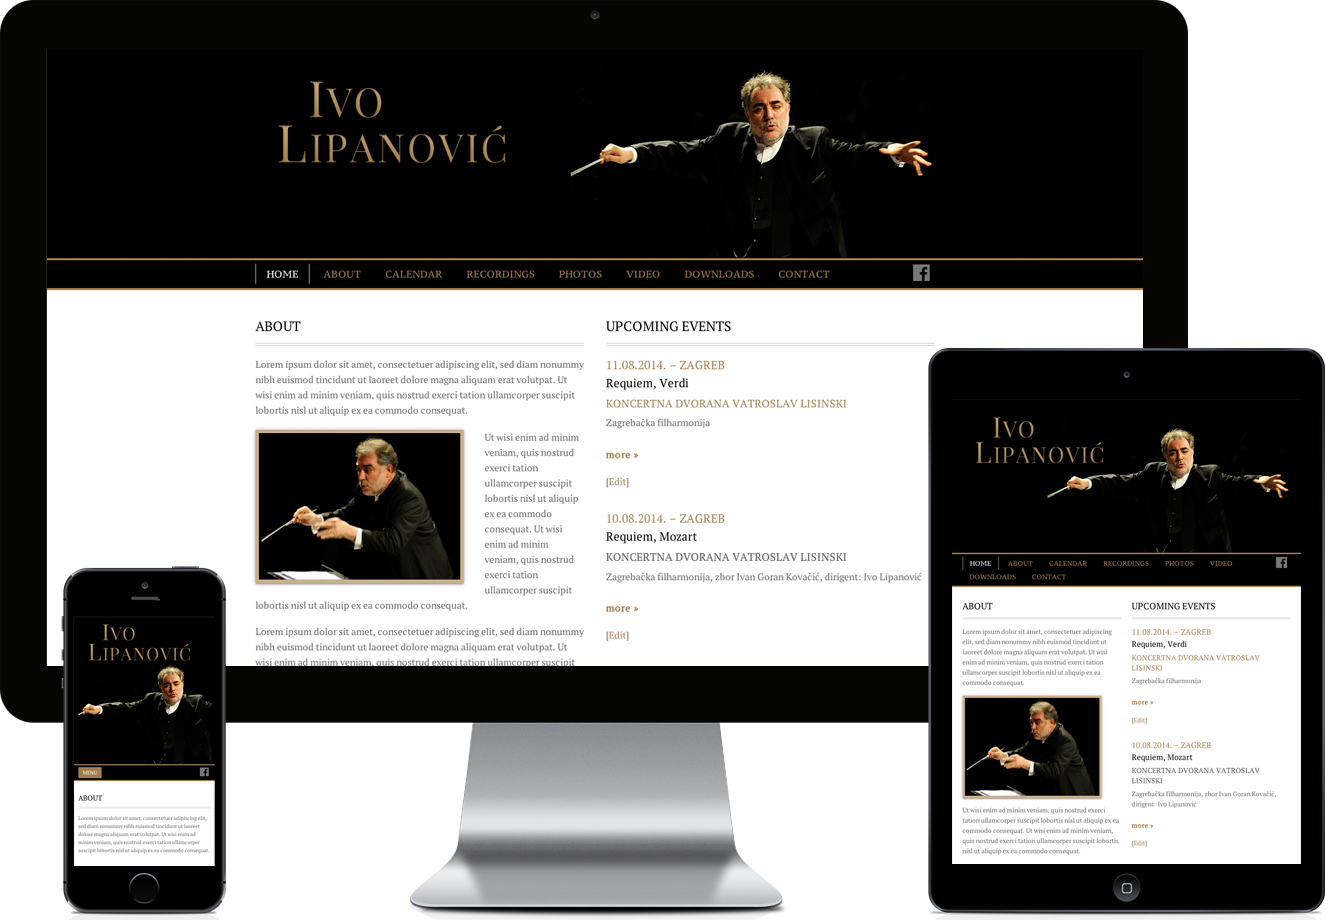 IVO
LIPANOVIĆ
HOME ABOUT CALENDAR RECORDINGS PHOTOS VIDEO DOWNLOADS CONTACT
ABOUT
Lorem ipsum dolor sit amet, consectetuer adipiscing elit, sed diam nonummy
nibh euismod tincidunt ut laoreet dolore magna aliquam erat volutpat. Ut
wisi enim ad minim veniam, quis nostrud exerci tation ullamcorper suscipit
lobortis nisl ut aliquip ex ea commodo consequat.
Ut wisi enim ad minim
veniam, quis nostrud
exerci tation
ullamcorper suscipit
lobortis nisl ut aliquip
ex ea commodo
consequat. Ut wisi
enim ad minim
veniam, quis nostrud
exerci tation
ullamcorper suscipit
lobortis nisl ut aliquip ex ea commodo consequat.
Lorem ipsum dolor sit amet, consectetuer adipiscing elit, sed diam nonummy
nibh euismod tincidunt ut laoreet dolore magna aliquam erat volutpat. Ut
wisi enim ad minim veniam, quis nostrud exerci tation ullamcorper suscipit
UPCOMING EVENTS
11.08.2014. – ZAGREB
Requiem, Verdi
KONCERTNA DVORANA VATROSLAV LISINSKI
Zagrebačka filharmonija
more »
[Edit]
10.08.2014. – ZAGREB
Requiem, Mozart
KONCERTNA DVORANA VATROSLAV LISINSKI
Zagrebačka filharmonija, zbor Ivan Goran Kovačić, dirigent: Ivo Lipanović
more »
[Edit]
IVO
LIPANOVIĆ
MENU
ABOUT
Lorem ipsum dolor sit amet, consectetuer adipiscing elit,
sed diam nonummy nibh euismod tincidunt ut laoreet
dolore magna aliquam erat volutpat. Ut wisi enim ad
minim veniam, quis nostrud exerci tation ullamcorper
suscipit lobortis nisl ut aliquip ex ea commodo consequat.
IVO
LIPANOVIĆ
HOME ABOUT CALENDAR RECORDINGS PHOTOS VIDEO
DOWNLOADS CONTACT
ABOUT
Lorem ipsum dolor sit amet, consectetuer adipiscing
elit, sed diam nonummy nibh euismod tincidunt ut
laoreet dolore magna aliquam erat volutpat. Ut wisi
enim ad minim veniam, quis nostrud exerci tation
ullamcorper suscipit lobortis nisl ut aliquip ex ea
commodo consequat.
Ut wisi enim ad minim veniam, quis nostrud exerci
tation ullamcorper suscipit lobortis nisl ut aliquip ex ea
commodo consequat. Ut wisi enim ad minim veniam,
quis nostrud exerci tation ullamcorper suscipit
lobortis nisl ut aliquip ex ea commodo consequat.
UPCOMING EVENTS
11.08.2014. – ZAGREB
Requiem, Verdi
KONCERTNA DVORANA VATROSLAV
LISINSKI
Zagrebačka filharmonija
more »
[Edit]
10.08.2014. – ZAGREB
Requiem, Mozart
KONCERTNA DVORANA VATROSLAV
LISINSKI
Zagrebačka filharmonija, zbor Ivan Goran Kovačić,
dirigent: Ivo Lipanović
more »
[Edit]